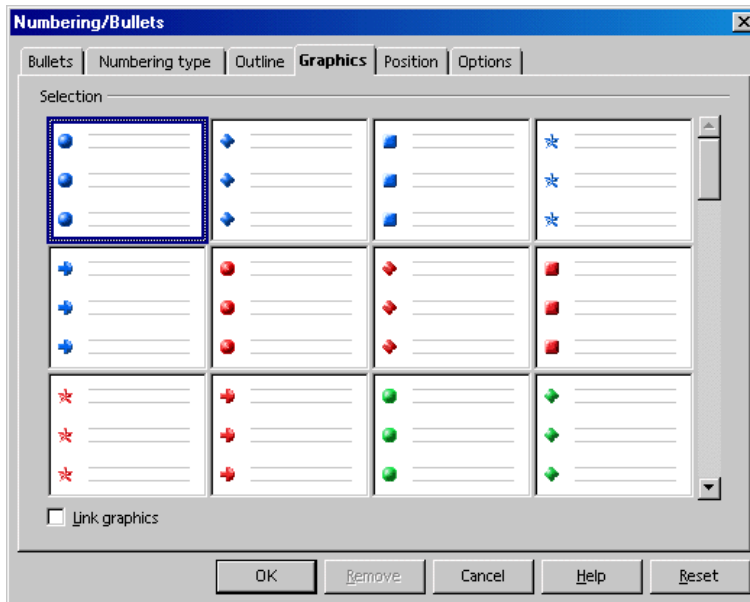 Numbering/Bullets
Bullets Numbering type Outline Graphics Position Options
Selection
Link graphics
OK Remove Cancel Help Reset